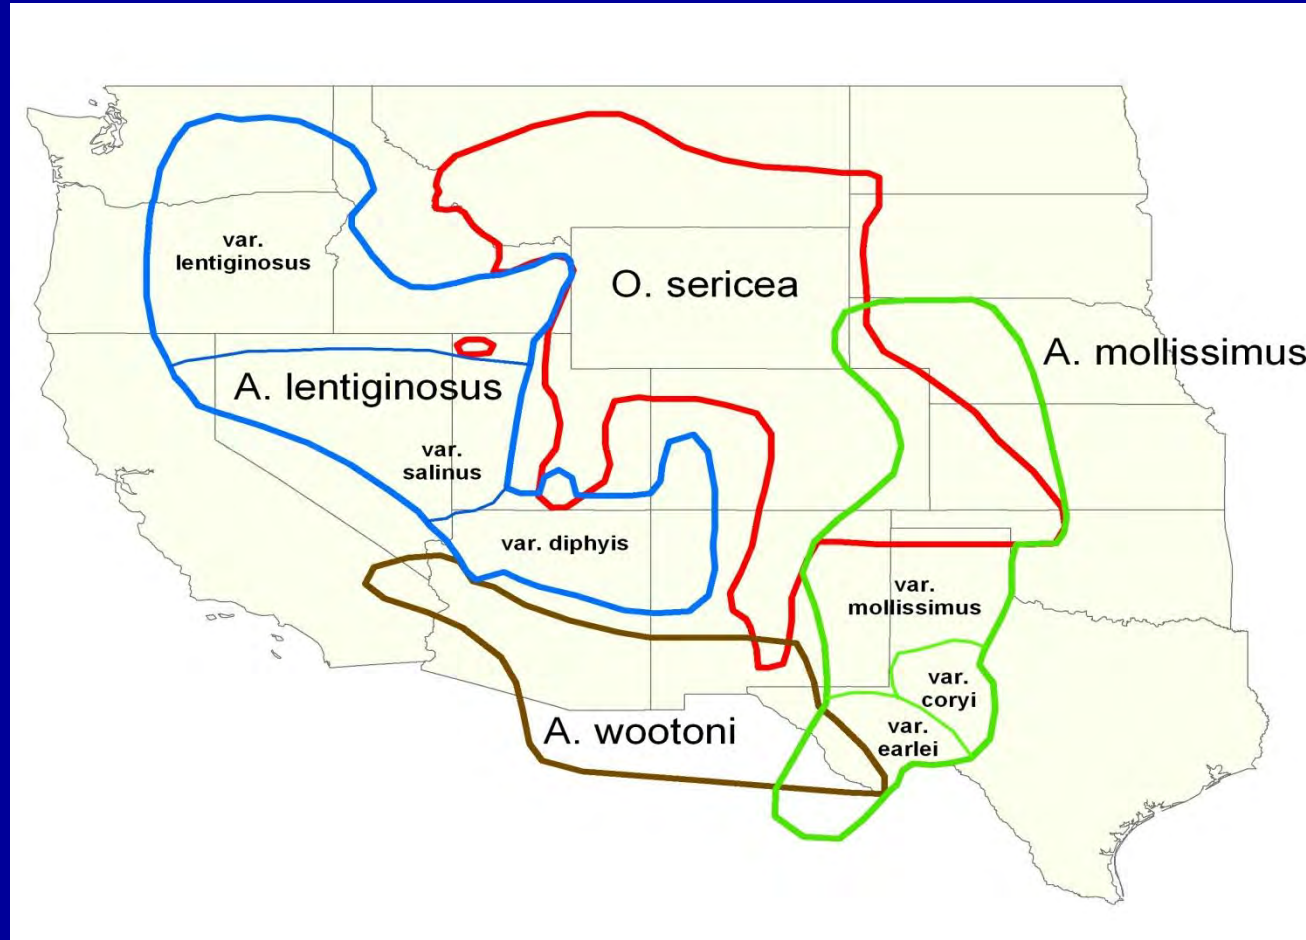 var.
lentiginosus
O. sericea
A. mollissimus
A. lentiginosus
var.
salinus
var. diphyis
var.
mollissimus
var.
coryi
A. wootoni
var.
earlei